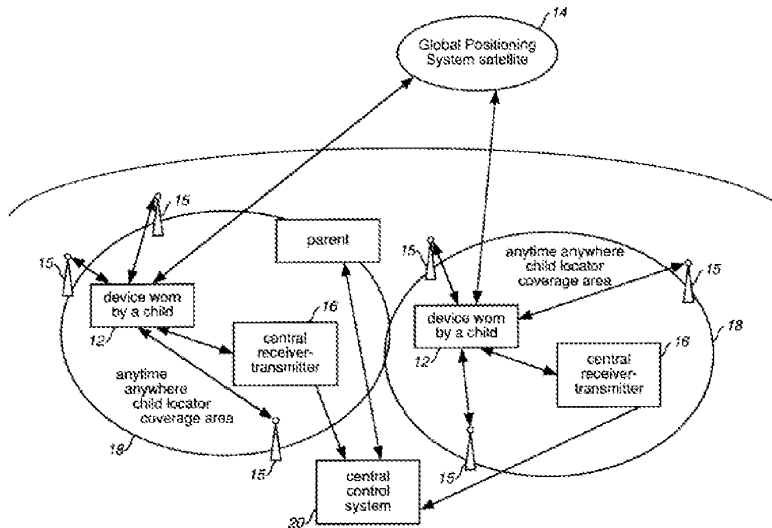 14
Global Positioning
System satellite
15
parent
15
device worn
by a child
12
16
central
receiver-
transmitter
anytime
anywhere
child locator
coverage area
18
15
15
anytime anywhere
child locator
coverage area
15
device worn
by a child
12
18
16
central
receiver-
transmitter
15
central
control
system
20